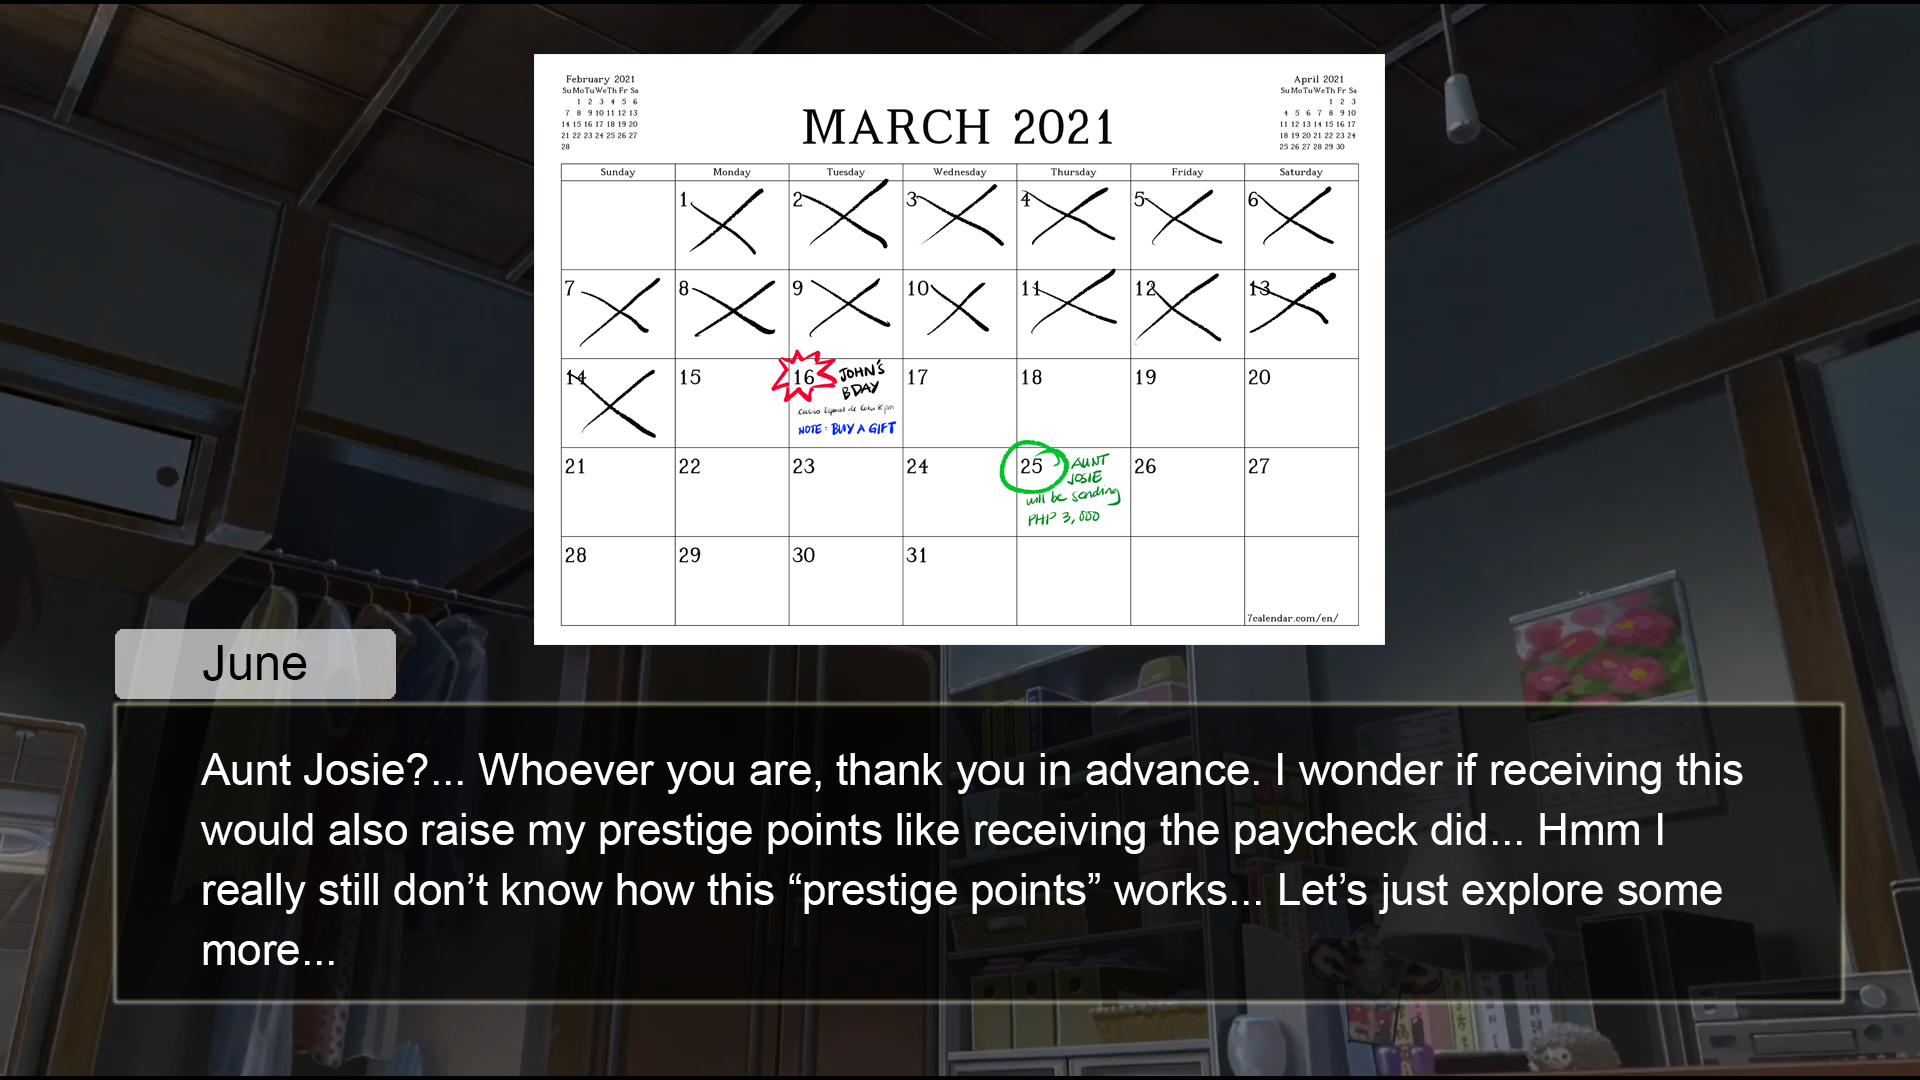 February 2021
Su Mo Tu We Th Fr Sa
1 2 3 4 5 6
7 8 9 10 11 12 13
14 15 16 17 18 19 20
21 22 23 24 25 26 27
28
MARCH 2021
April 2021
Su Mo Tu We Th Fr Sa
1 2 3
4 5 6 7 8 9 10
11 12 13 14 15 16 17
18 19 20 21 22 23 24
25 26 27 28 29 30
Sunday Monday Tuesday Wednesday Thursday Friday Saturday
1 2 3 4 5 6
7 8 9 10 11 12 13
14 15 16 17 18 19 20
JOHN'S
BDAY
Casino Español de Cebu 8 pm
NOTE: BUY A GIFT
21 22 23 24 25 26 27
AUNT
JOSIE
will be sending
PHP 3,000
28 29 30 31
7calendar.com/en/
June
Aunt Josie?... Whoever you are, thank you in advance. I wonder if receiving this
would also raise my prestige points like receiving the paycheck did... Hmm I
really still don't know how this “prestige points” works... Let's just explore some
more...